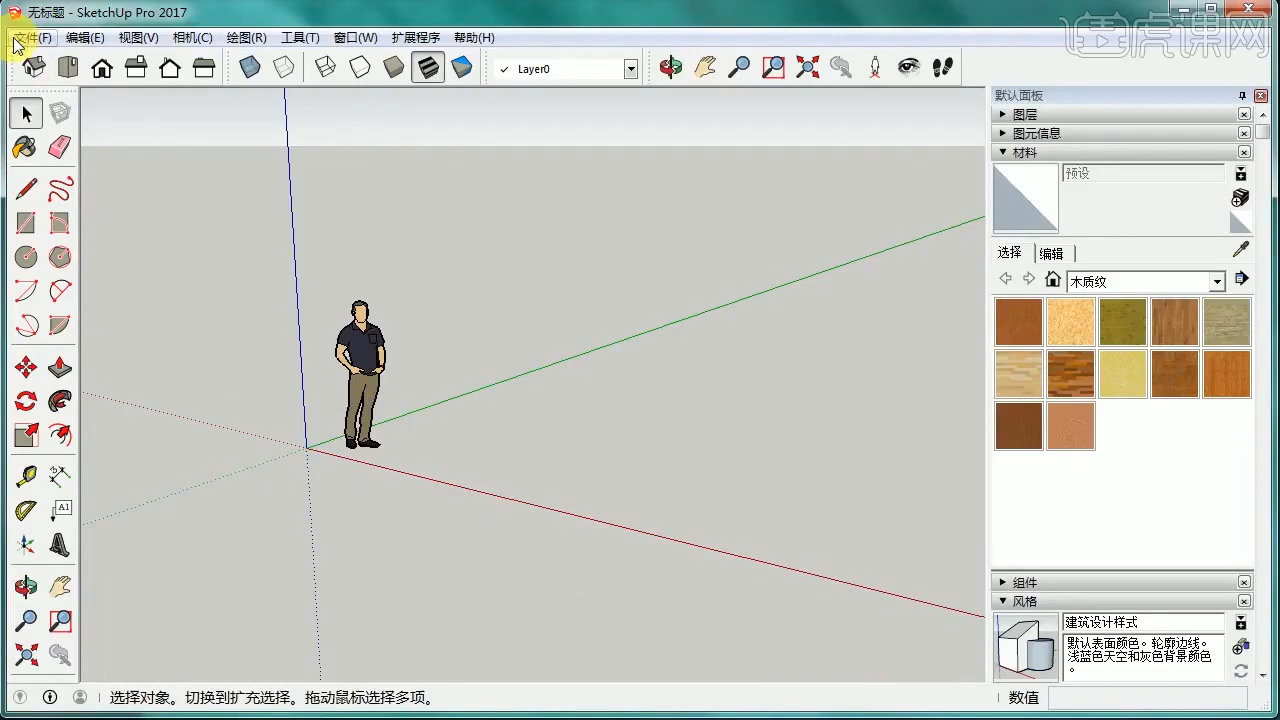 无标题 - SketchUp Pro 2017
虎课网
文件(F) 编辑(E) 视图(V) 相机(C) 绘图(R) 工具(T) 窗口(W) 扩展程序 帮助(H)
Layer0
默认面板
图层
图元信息
材料
预设
选择 编辑
木质纹
A1
组件
风格
建筑设计样式
默认表面颜色。轮廓边线。
浅蓝色天空和灰色背景颜色
。
选择对象。切换到扩充选择。拖动鼠标选择多项。
数值